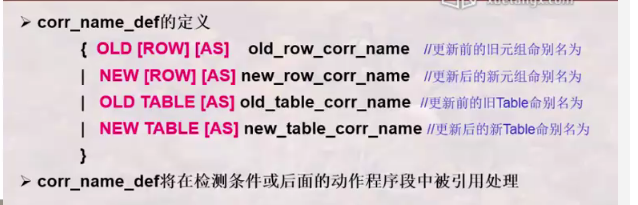 ➢ corr_name_def的定义
{ OLD [ROW] [AS] old_row_corr_name //更新前的旧元组命别名为
| NEW [ROW] [AS] new_row_corr_name //更新后的新元组命别名为
| OLD TABLE [AS] old_table_corr_name //更新前的旧Table命别名为
| NEW TABLE [AS] new_table_corr_name //更新后的新Table命别名为
}
➢ corr_name_def将在检测条件或后面的动作程序段中被引用处理